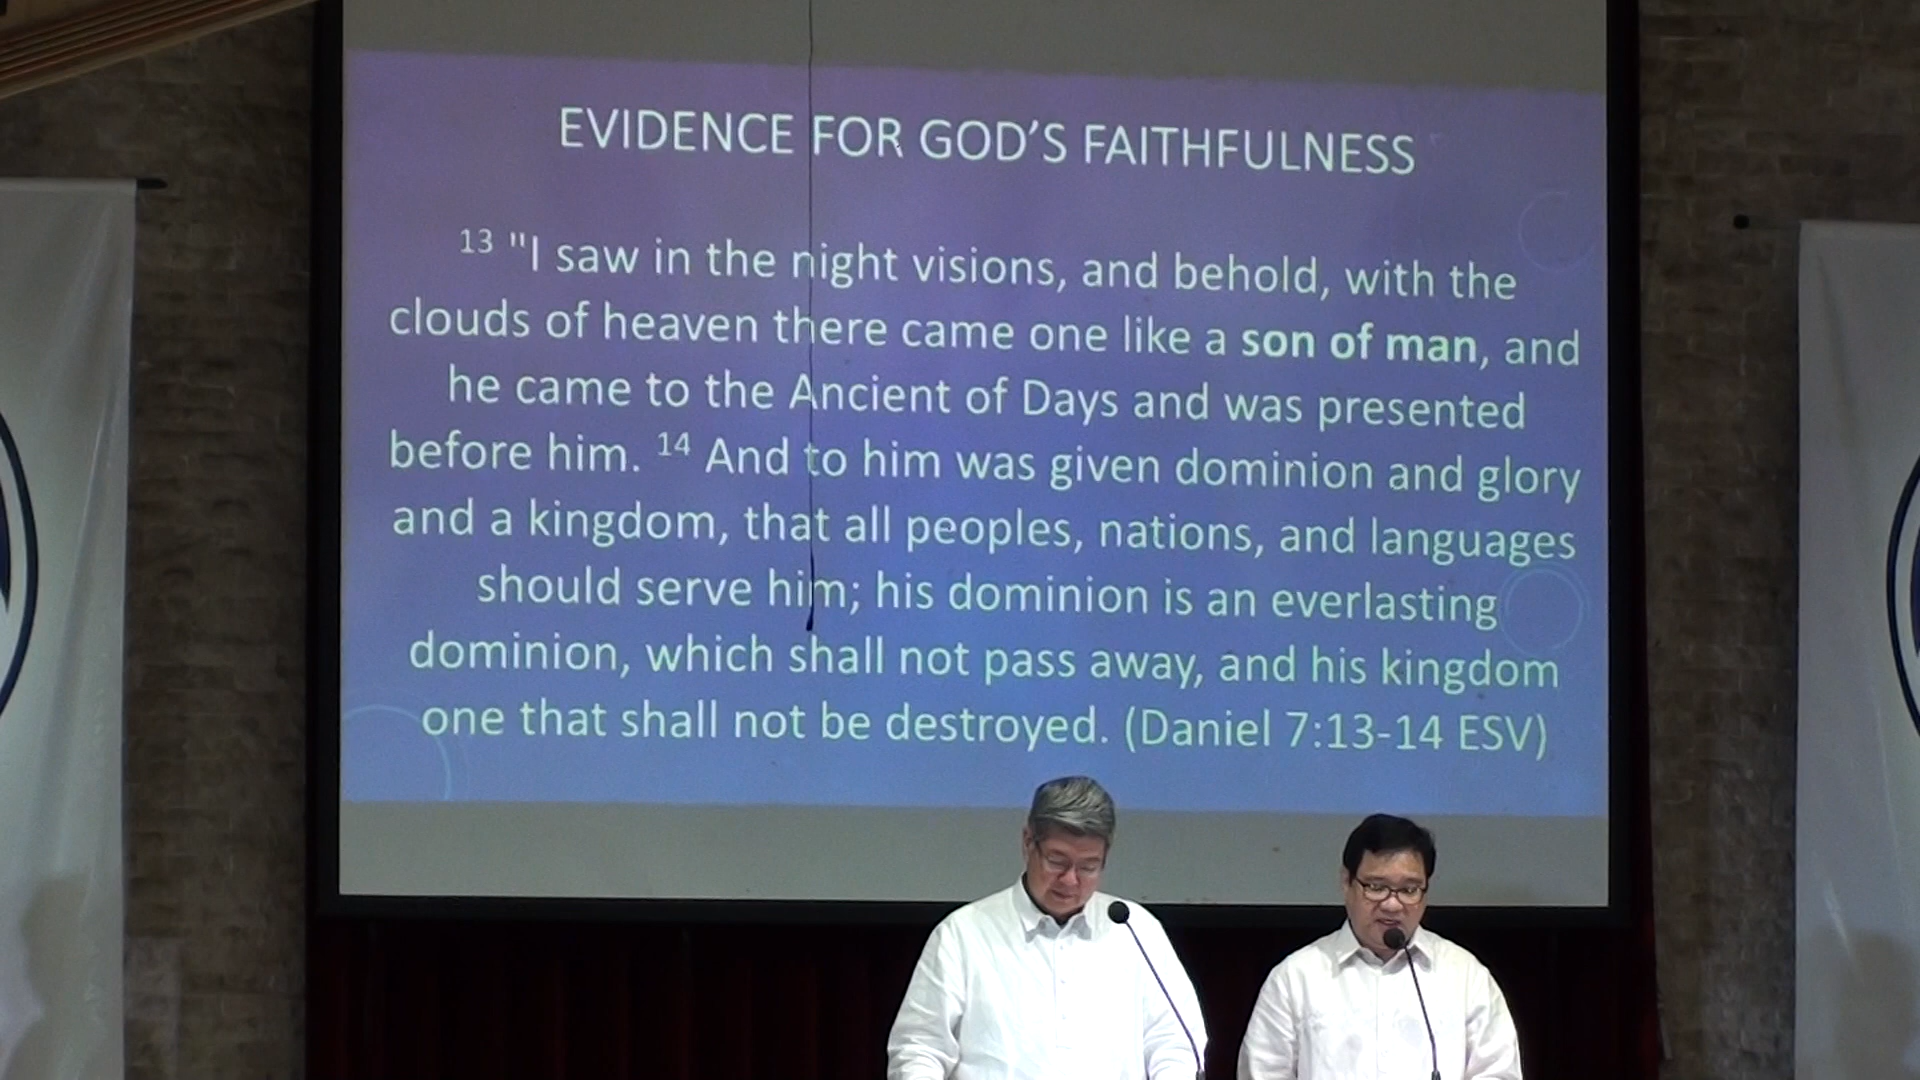 EVIDENCE FOR GOD’S FAITHFULNESS
13 "I saw in the night visions, and behold, with the
clouds of heaven there came one like a son of man, and
he came to the Ancient of Days and was presented
before him. 14 And to him was given dominion and glory
and a kingdom, that all peoples, nations, and languages
should serve him; his dominion is an everlasting
dominion, which shall not pass away, and his kingdom
one that shall not be destroyed. (Daniel 7:13-14 ESV)